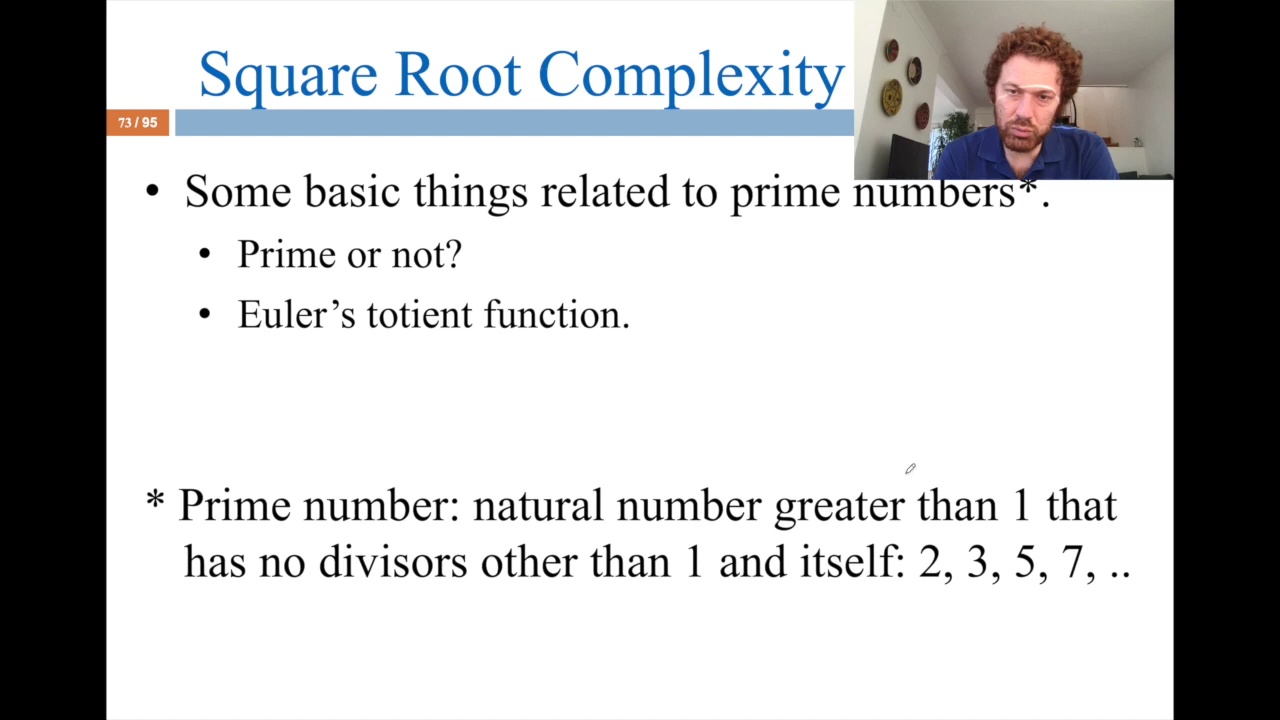 Square Root Complexity
73 / 95
• Some basic things related to prime numbers*.
• Prime or not?
• Euler’s totient function.
* Prime number: natural number greater than 1 that
has no divisors other than 1 and itself: 2, 3, 5, 7, ..